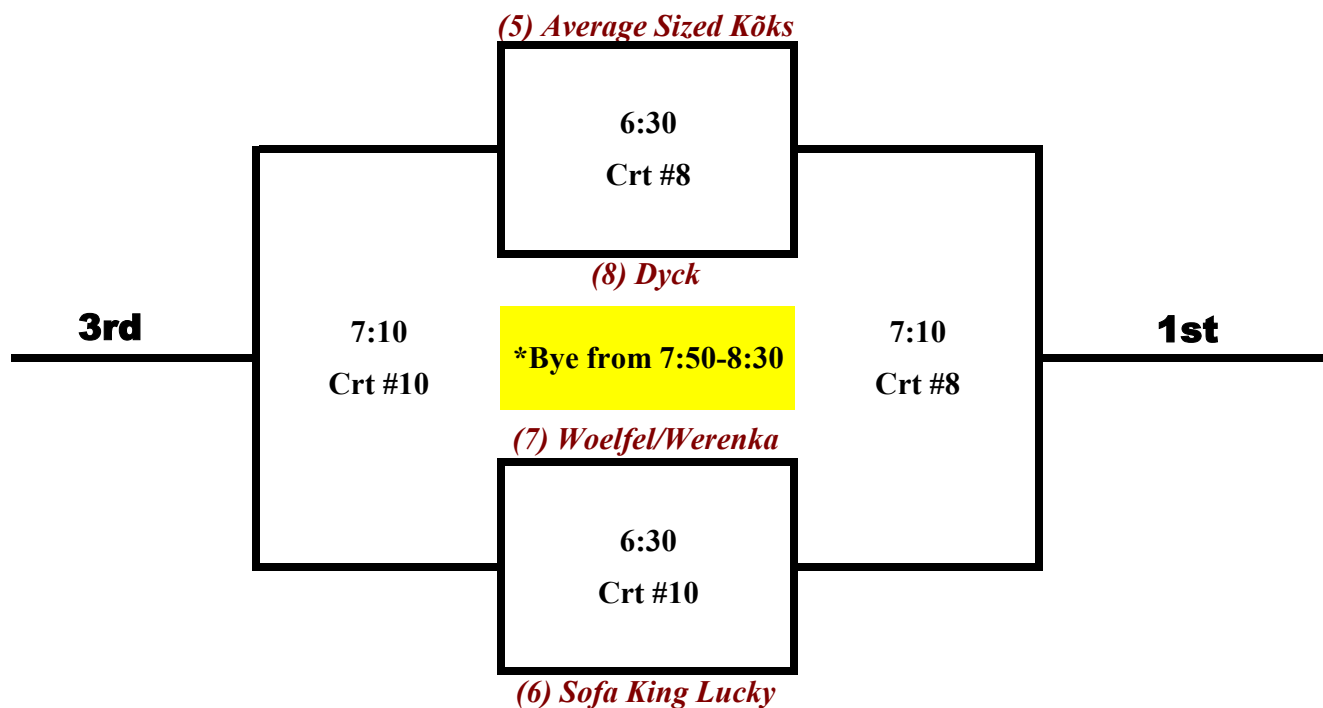 (5) Average Sized Kõks
6:30
Crt #8
(8) Dyck
3rd
7:10
Crt #10
*Bye from 7:50-8:30
7:10
Crt #8
1st
(7) Woelfel/Werenka
6:30
Crt #10
(6) Sofa King Lucky